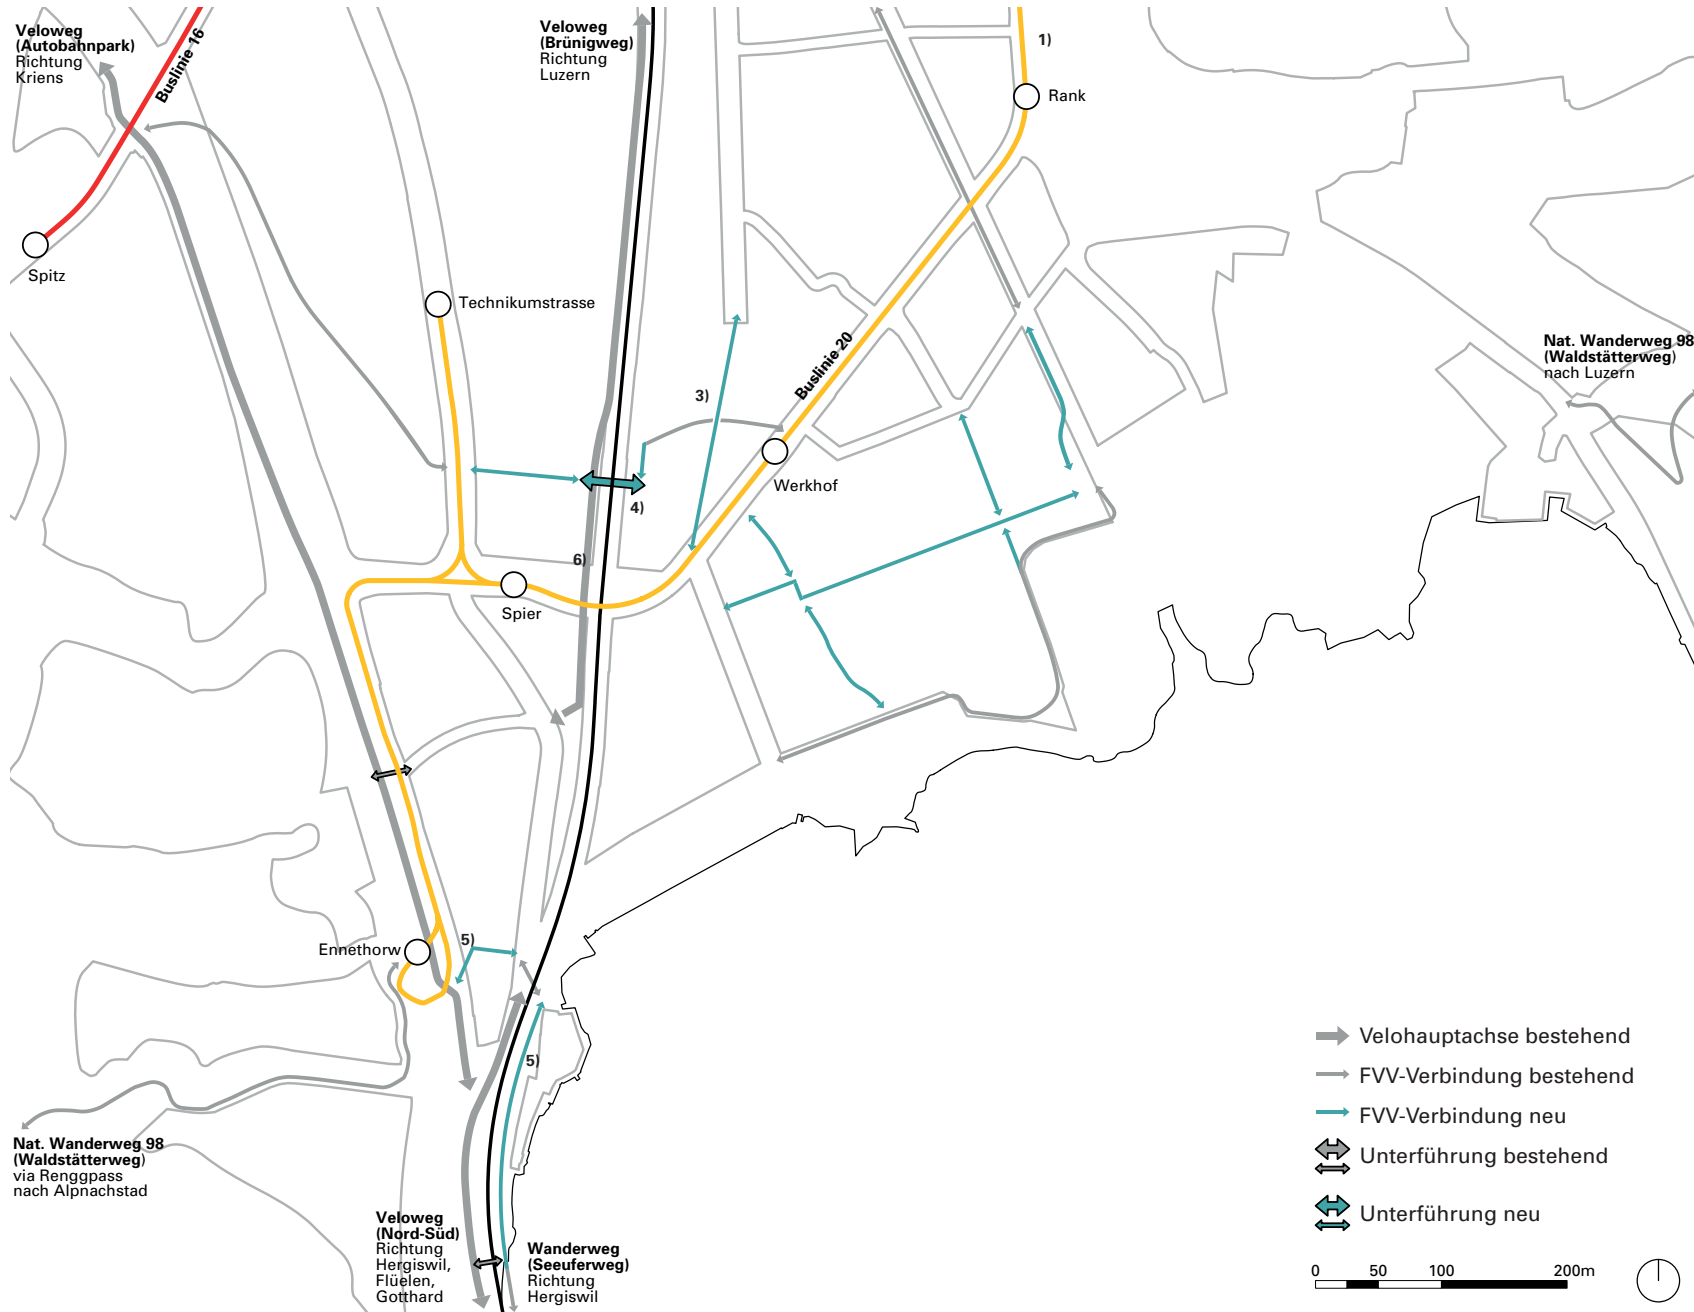 Veloweg
(Autobahnpark)
Richtung
Kriens
Buslinie 16
Veloweg
(Brünigweg)
Richtung
Luzern
1)
Rank
Spitz
Technikumstrasse
Buslinie 20
Nat. Wanderweg 98
(Waldstätterweg)
nach Luzern
3)
Werkhof
4)
6)
Spier
Ennethorw
5)
5)
Nat. Wanderweg 98
(Waldstätterweg)
via Renggpass
nach Alpnachstad
Veloweg
(Nord-Süd)
Richtung
Hergiswil,
Flüelen,
Gotthard
Wanderweg
(Seeuferweg)
Richtung
Hergiswil
Velohauptachse bestehend
FVV-Verbindung bestehend
FVV-Verbindung neu
Unterführung bestehend
Unterführung neu
0 50 100 200m